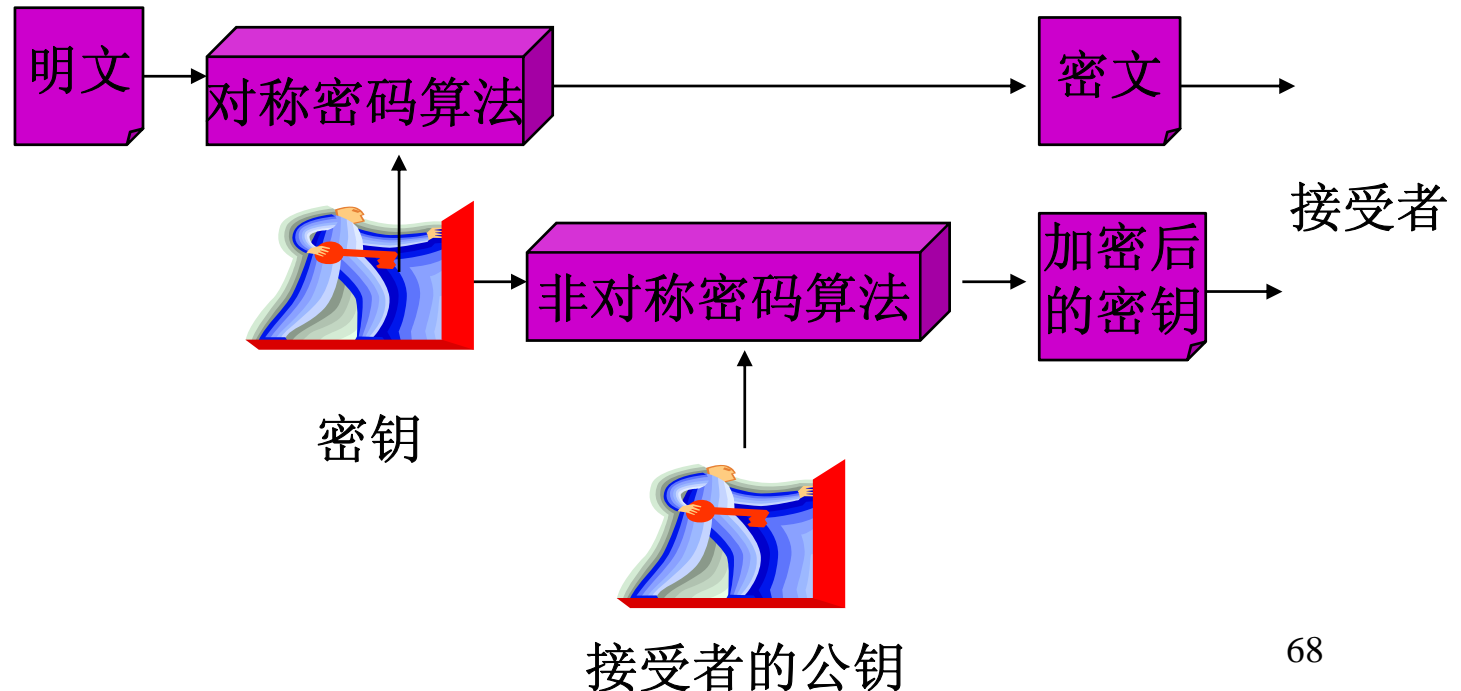 明文
对称密码算法
密文
接受者
非对称密码算法
加密后
的密钥
密钥
接受者的公钥
68